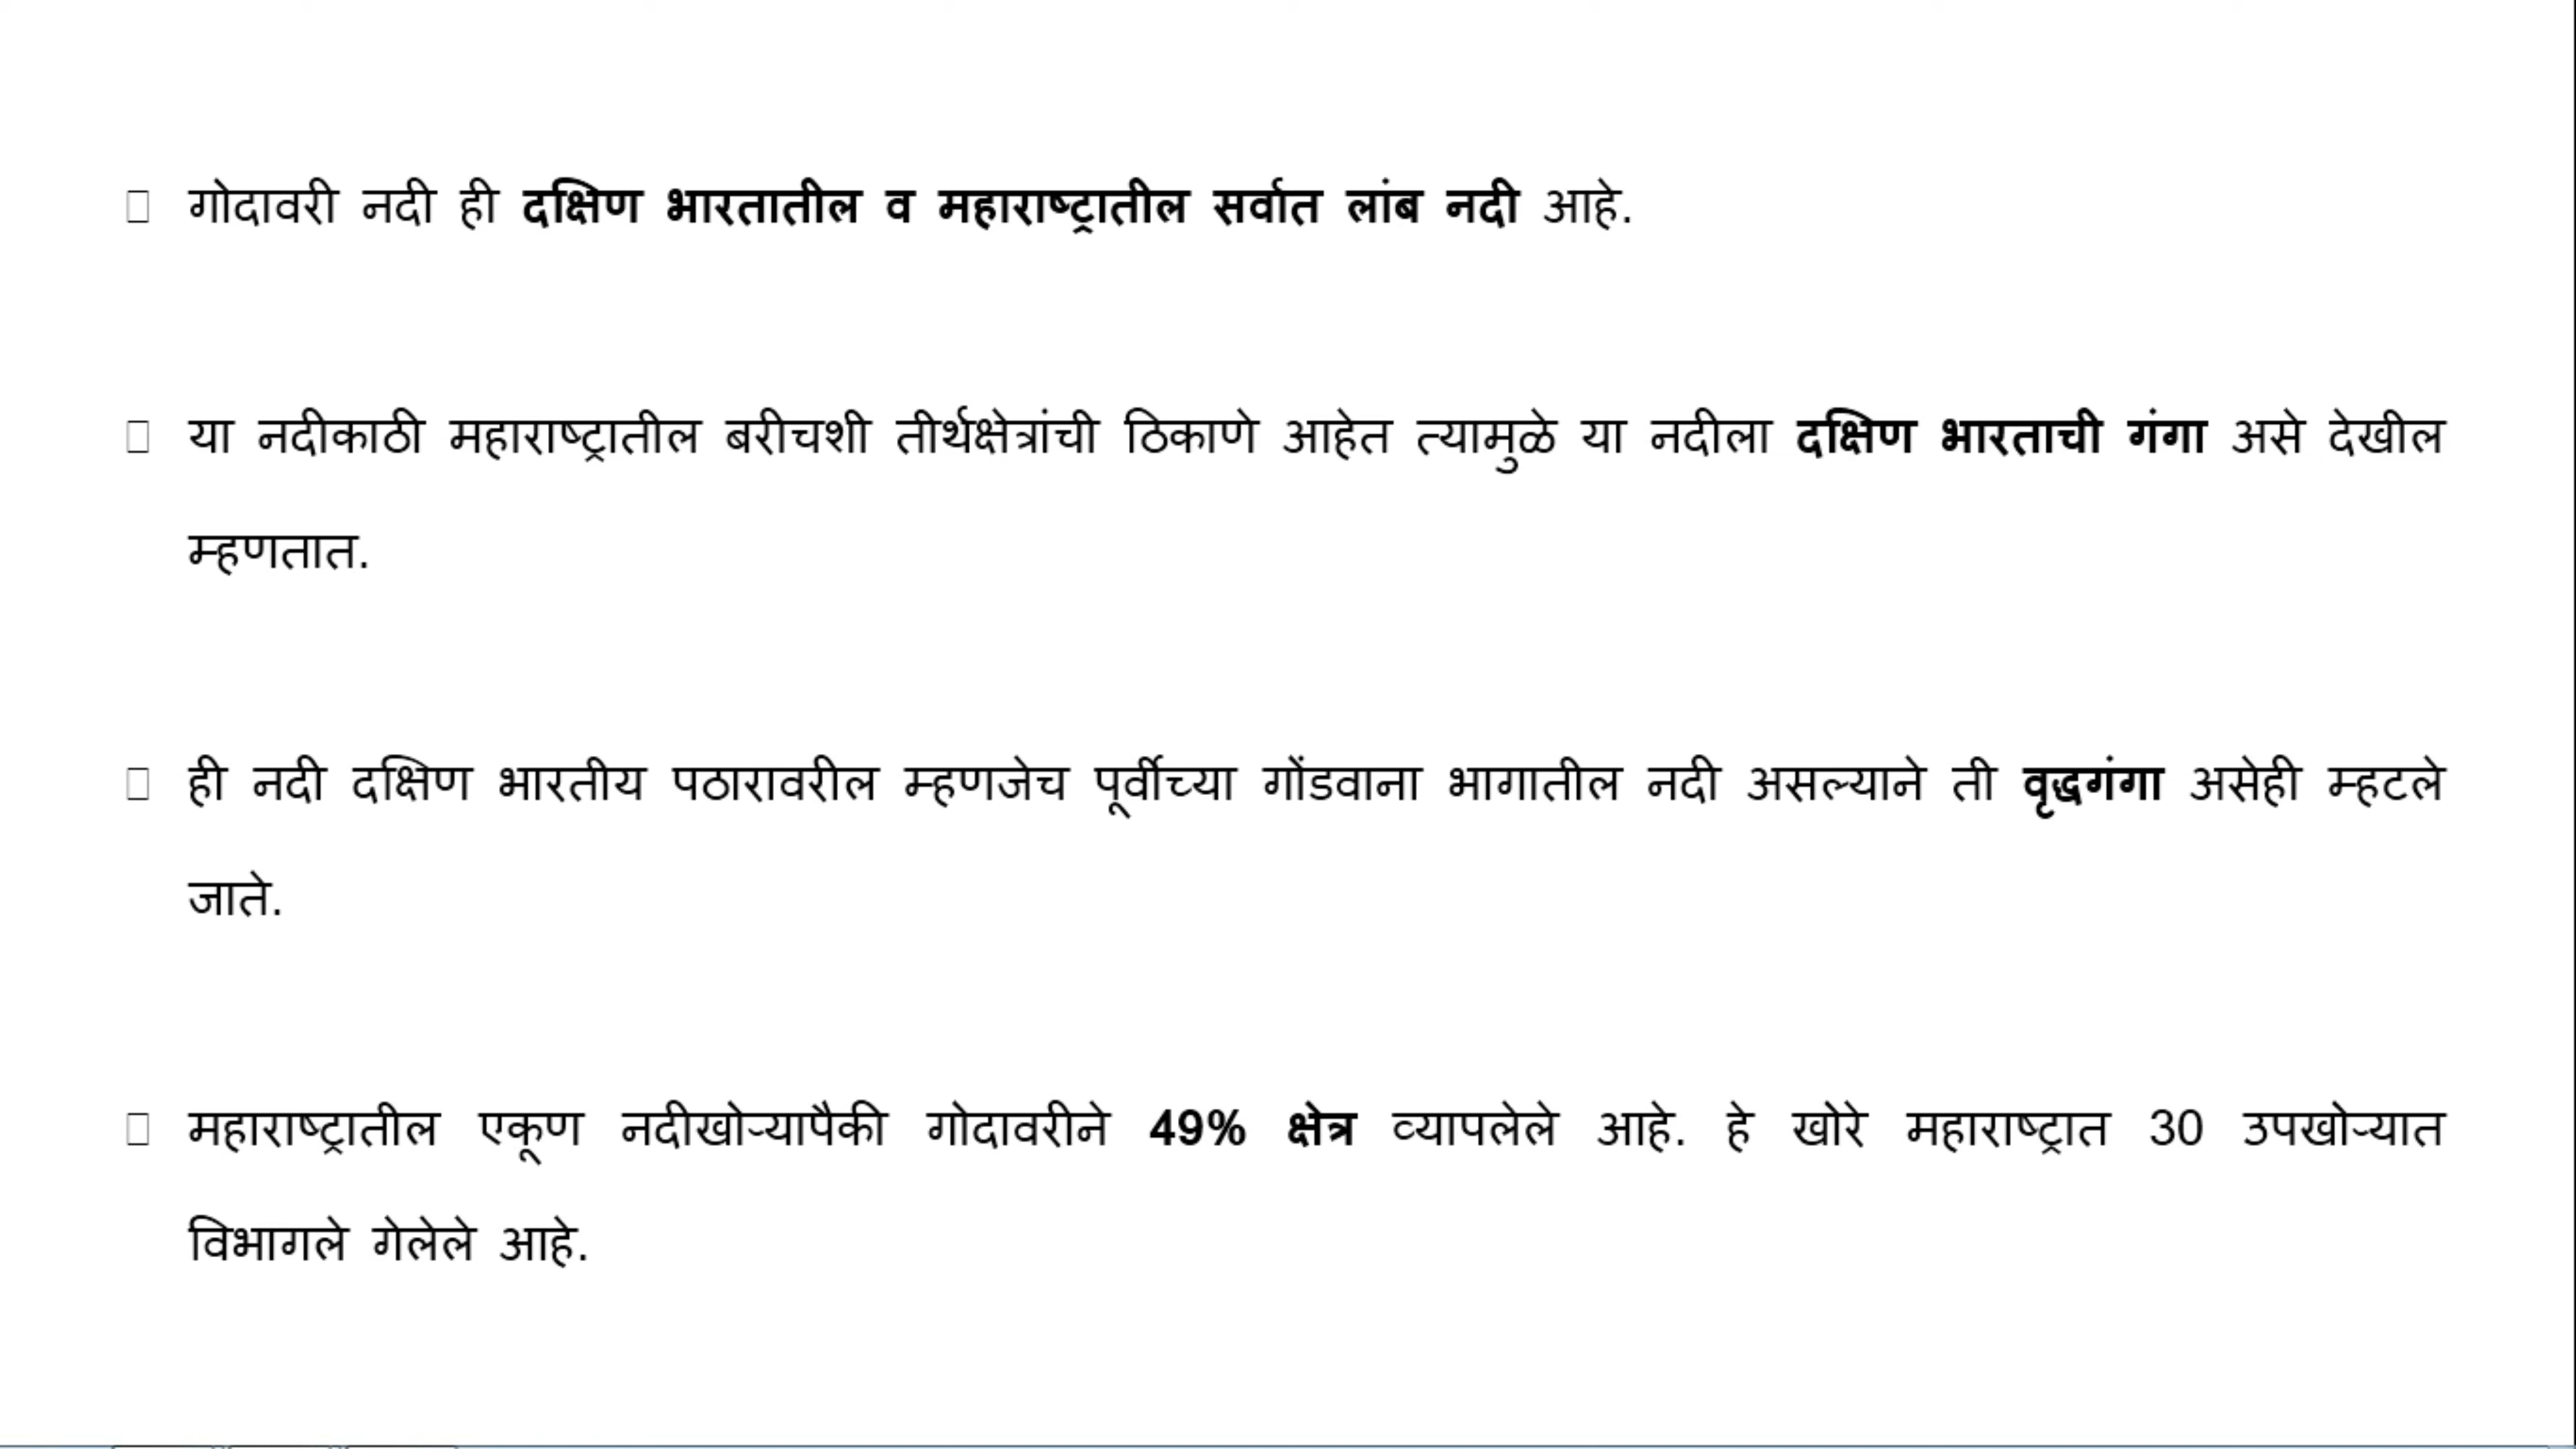 गोदावरी नदी ही दक्षिण भारतातील व महाराष्ट्रातील सर्वात लांब नदी आहे.
या नदीकाठी महाराष्ट्रातील बरीचशी तीर्थक्षेत्रांची ठिकाणे आहेत त्यामुळे या नदीला दक्षिण भारताची गंगा असे देखील
म्हणतात.
ही नदी दक्षिण भारतीय पठारावरील म्हणजेच पूर्वीच्या गोंडवाना भागातील नदी असल्याने ती वृद्धगंगा असेही म्हटले
जाते.
महाराष्ट्रातील एकूण नदीखोऱ्यापैकी गोदावरीने 49% क्षेत्र व्यापलेले आहे. हे खोरे महाराष्ट्रात 30 उपखोऱ्यात
विभागले गेलेले आहे.